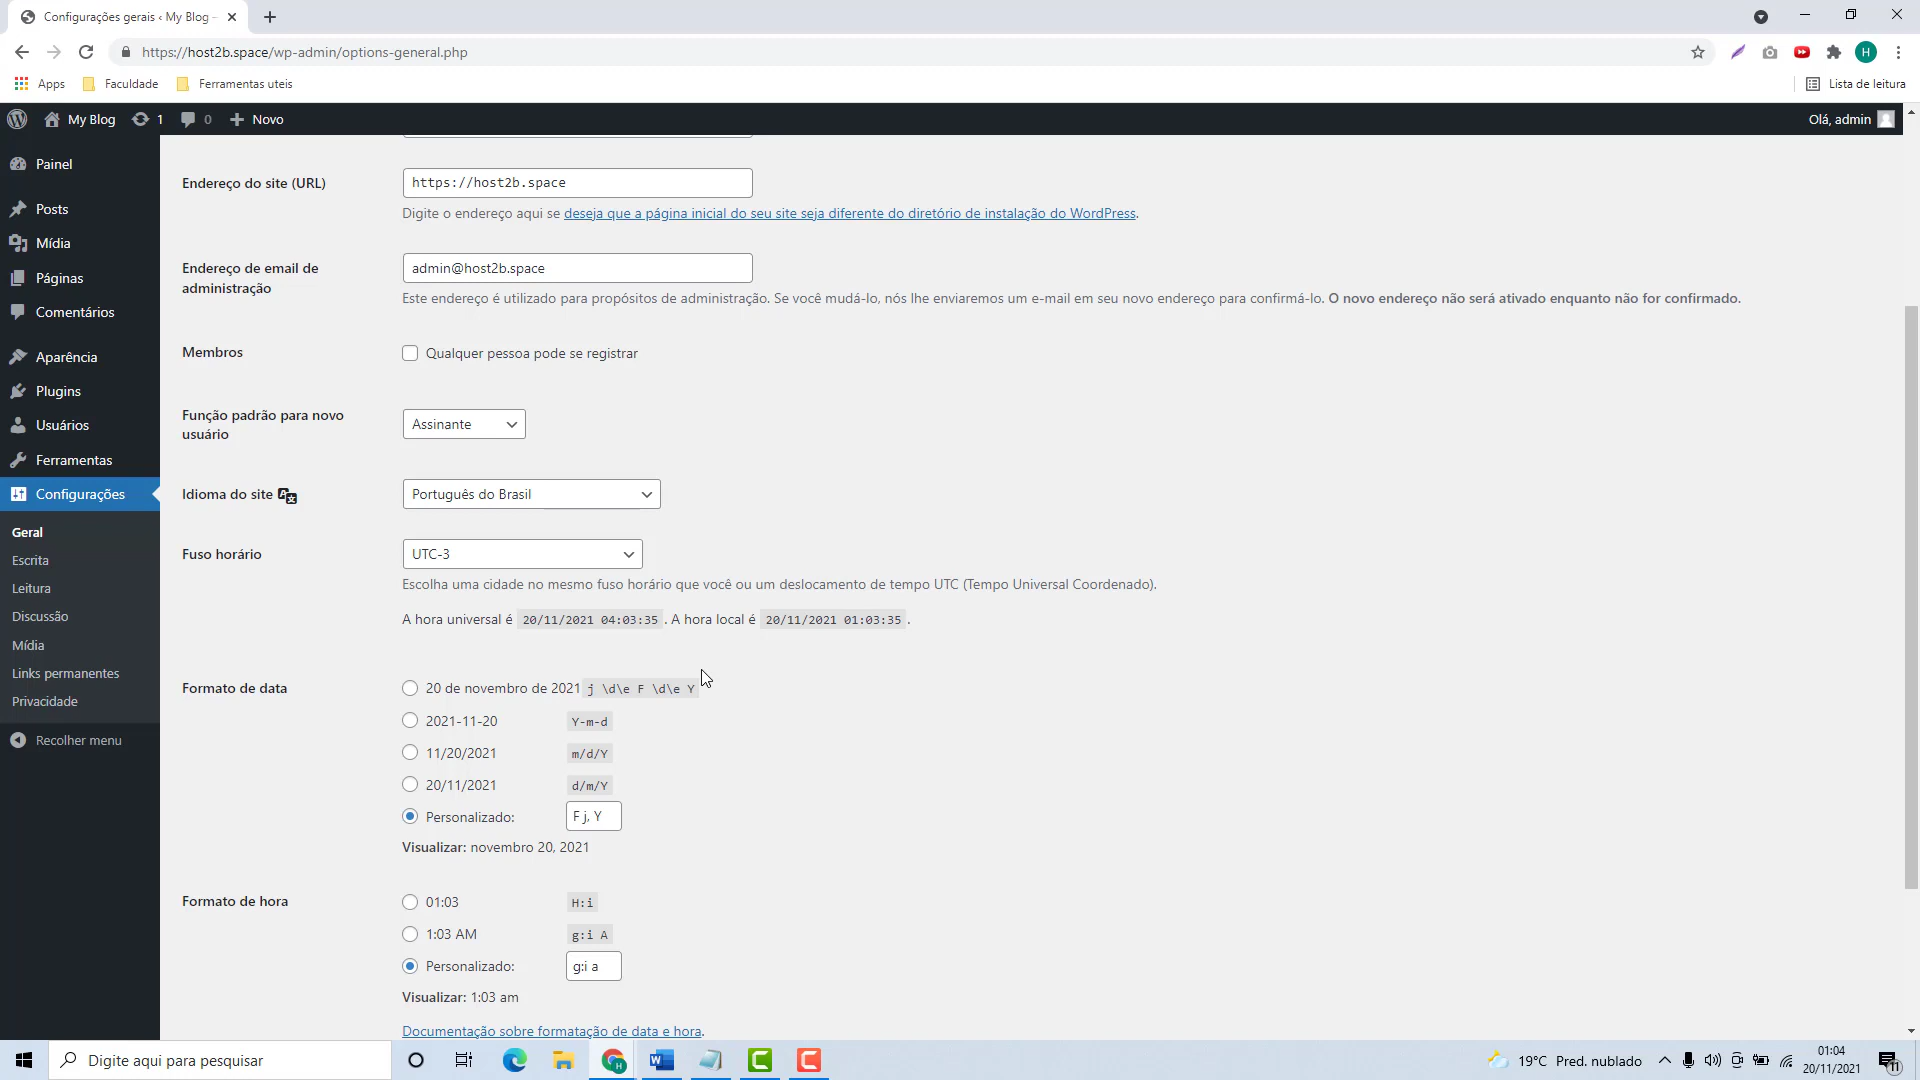 Configurações gerais ‹ My Blog –
https://host2b.space/wp-admin/options-general.php
H
Apps Faculdade Ferramentas uteis Lista de leitura
My Blog 1 0 Novo Olá, admin
Painel
Posts
Mídia
Páginas
Comentários
Aparência
Plugins
Usuários
Ferramentas
Configurações
Geral
Escrita
Leitura
Discussão
Mídia
Links permanentes
Privacidade
Recolher menu
Endereço do site (URL) https://host2b.space
Digite o endereço aqui se deseja que a página inicial do seu site seja diferente do diretório de instalação do WordPress.
Endereço de email de
administração
admin@host2b.space
Este endereço é utilizado para propósitos de administração. Se você mudá-lo, nós lhe enviaremos um e-mail em seu novo endereço para confirmá-lo. O novo endereço não será ativado enquanto não for confirmado.
Membros Qualquer pessoa pode se registrar
Função padrão para novo
usuário
Assinante
Idioma do site Português do Brasil
Fuso horário UTC-3
Escolha uma cidade no mesmo fuso horário que você ou um deslocamento de tempo UTC (Tempo Universal Coordenado).
A hora universal é 20/11/2021 04:03:35 . A hora local é 20/11/2021 01:03:35 .
Formato de data 20 de novembro de 2021 j \d\e F \d\e Y
2021-11-20 Y-m-d
11/20/2021 m/d/Y
20/11/2021 d/m/Y
Personalizado: F j, Y
Visualizar: novembro 20, 2021
Formato de hora 01:03 H:i
1:03 AM g:i A
Personalizado: g:i a
Visualizar: 1:03 am
Documentação sobre formatação de data e hora.
Digite aqui para pesquisar
19°C Pred. nublado
01:04
20/11/2021
11